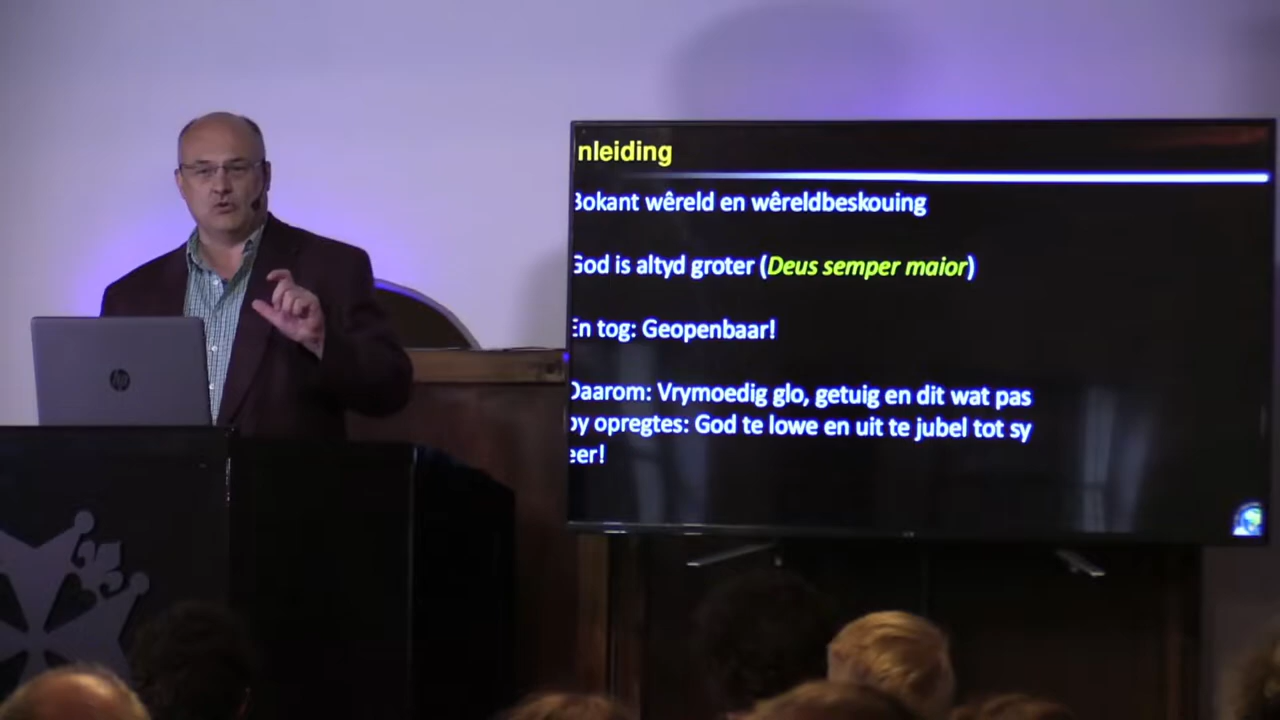 nleiding
Bokant wêreld en wêreldbeskouing
God is altyd groter (Deus semper maior)
En tog: Geopenbaar!
Daarom: Vrymoedig glo, getuig en dit wat pas
by opregtes: God te lowe en uit te jubel tot sy
eer!
hp